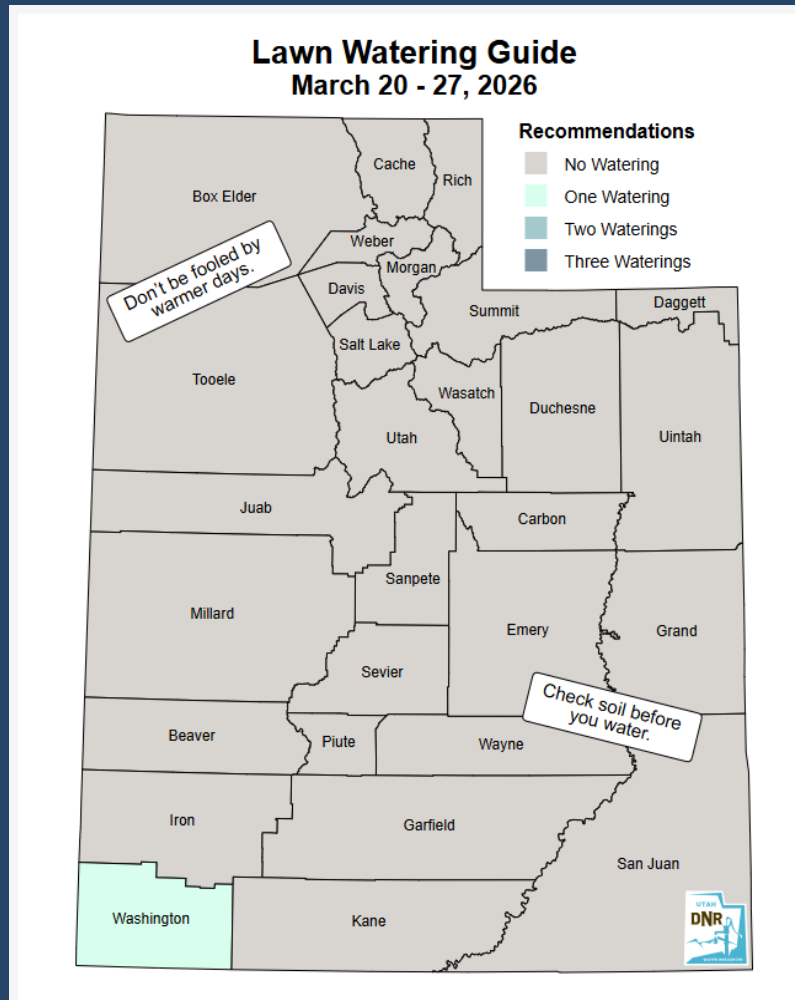 Lawn Watering Guide
March 20 - 27, 2026
Recommendations
No Watering
One Watering
Two Waterings
Three Waterings
Cache
Rich
Box Elder
Weber
Don't be fooled by
warmer days.
Morgan
Davis
Summit
Daggett
Salt Lake
Tooele
Wasatch
Duchesne
Utah
Uintah
Juab
Carbon
Sanpete
Millard
Emery
Grand
Sevier
Check soil before
you water.
Beaver
Piute
Wayne
Iron
Garfield
San Juan
Washington
Kane
UTAH
DNR
WATER RESOURCES